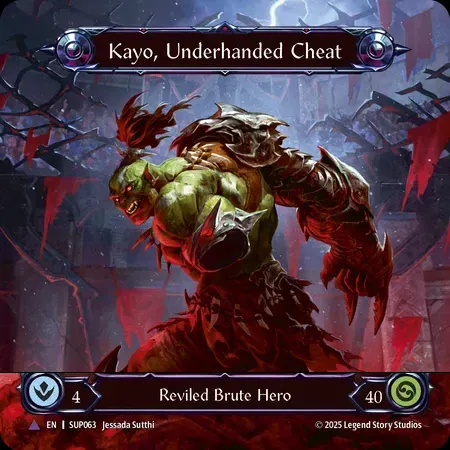 Kayo, Underhanded Cheat
4 Reviled Brute Hero 40
EN SUP063 Jessada Sutthi © 2025 Legend Story Studios